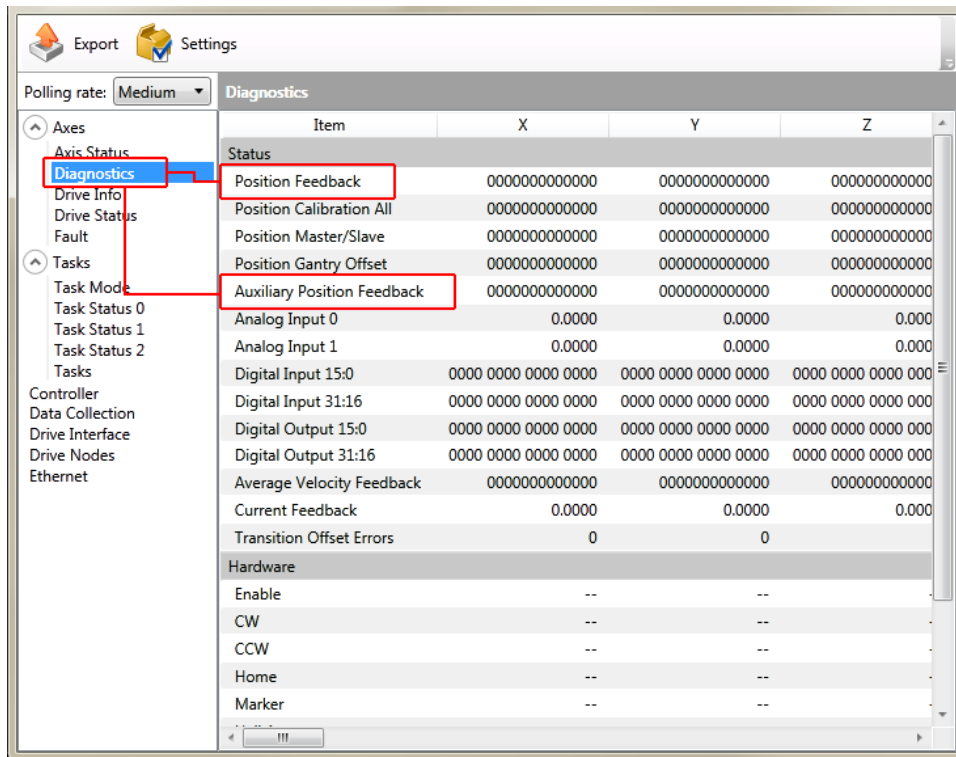 Export Settings
Polling rate: Medium Diagnostics
Axes
Axis Status
Diagnostics
Drive Info
Drive Status
Fault
Tasks
Task Mode
Task Status 0
Task Status 1
Task Status 2
Tasks
Controller
Data Collection
Drive Interface
Drive Nodes
Ethernet
Item X Y Z
Status
Position Feedback 0000000000000 0000000000000 000000000000
Position Calibration All 0000000000000 0000000000000 000000000000
Position Master/Slave 0000000000000 0000000000000 000000000000
Position Gantry Offset 0000000000000 0000000000000 000000000000
Auxiliary Position Feedback 0000000000000 0000000000000 000000000000
Analog Input 0 0.0000 0.0000 0.000
Analog Input 1 0.0000 0.0000 0.000
Digital Input 15:0 0000 0000 0000 0000 0000 0000 0000 0000 0000 0000 0000 000
Digital Input 31:16 0000 0000 0000 0000 0000 0000 0000 0000 0000 0000 0000 000
Digital Output 15:0 0000 0000 0000 0000 0000 0000 0000 0000 0000 0000 0000 000
Digital Output 31:16 0000 0000 0000 0000 0000 0000 0000 0000 0000 0000 0000 000
Average Velocity Feedback 0000000000000 0000000000000 000000000000
Current Feedback 0.0000 0.0000 0.000
Transition Offset Errors 0 0
Hardware
Enable -- -- -
CW -- -- -
CCW -- -- -
Home -- -- -
Marker -- -- -